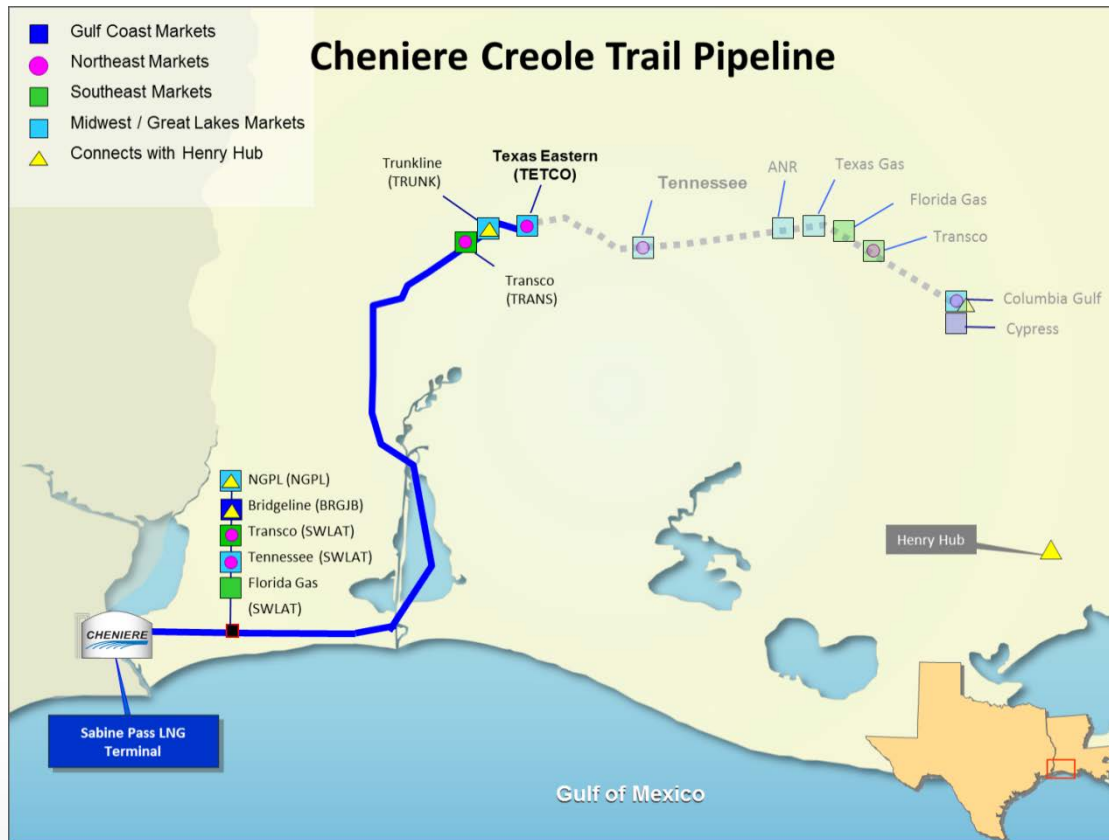 Cheniere Creole Trail Pipeline
Gulf Coast Markets
Northeast Markets
Southeast Markets
Midwest / Great Lakes Markets
Connects with Henry Hub
Trunkline
(TRUNK)
Texas Eastern
(TETCO)
Tennessee
ANR
Texas Gas
Florida Gas
Transco
Transco
(TRANS)
Columbia Gulf
Cypress
NGPL (NGPL)
Bridgeline (BRGJB)
Transco (SWLAT)
Tennessee (SWLAT)
Florida Gas
(SWLAT)
Henry Hub
CHENIERE
Sabine Pass LNG
Terminal
Gulf of Mexico